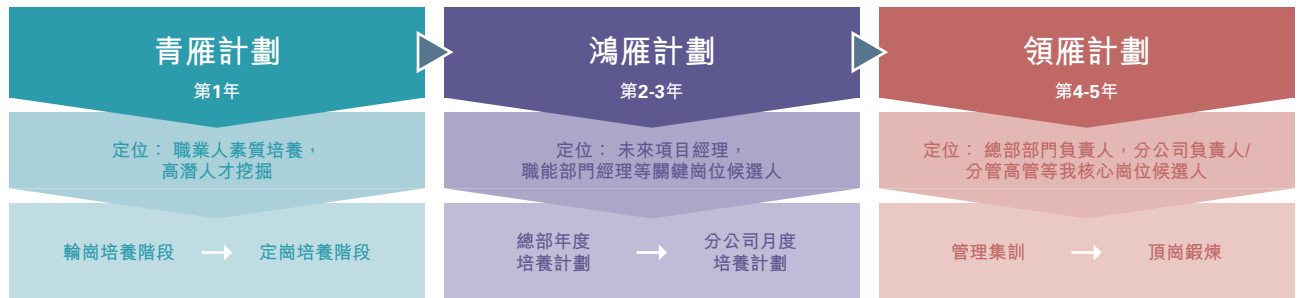 青雁計劃
第1年
定位： 職業人素質培養，
高潛人才挖掘
輪崗培養階段
定崗培養階段
鴻雁計劃
第2-3年
定位： 未來項目經理，
職能部門經理等關鍵崗位候選人
總部年度
培養計劃
分公司月度
培養計劃
領雁計劃
第4-5年
定位： 總部部門負責人，分公司負責人/
分管高管等我核心崗位候選人
管理集訓
頂崗鍛煉